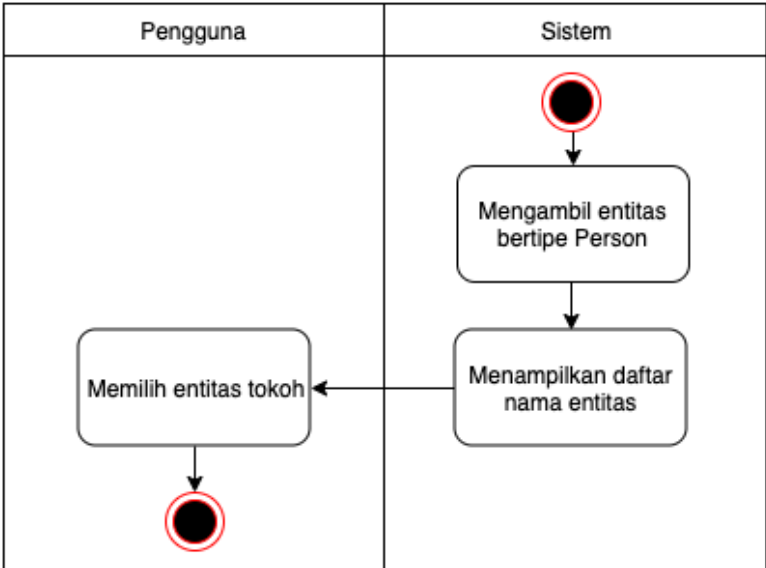 Pengguna
Sistem
Mengambil entitas
bertipe Person
Memilih entitas tokoh
Menampilkan daftar
nama entitas